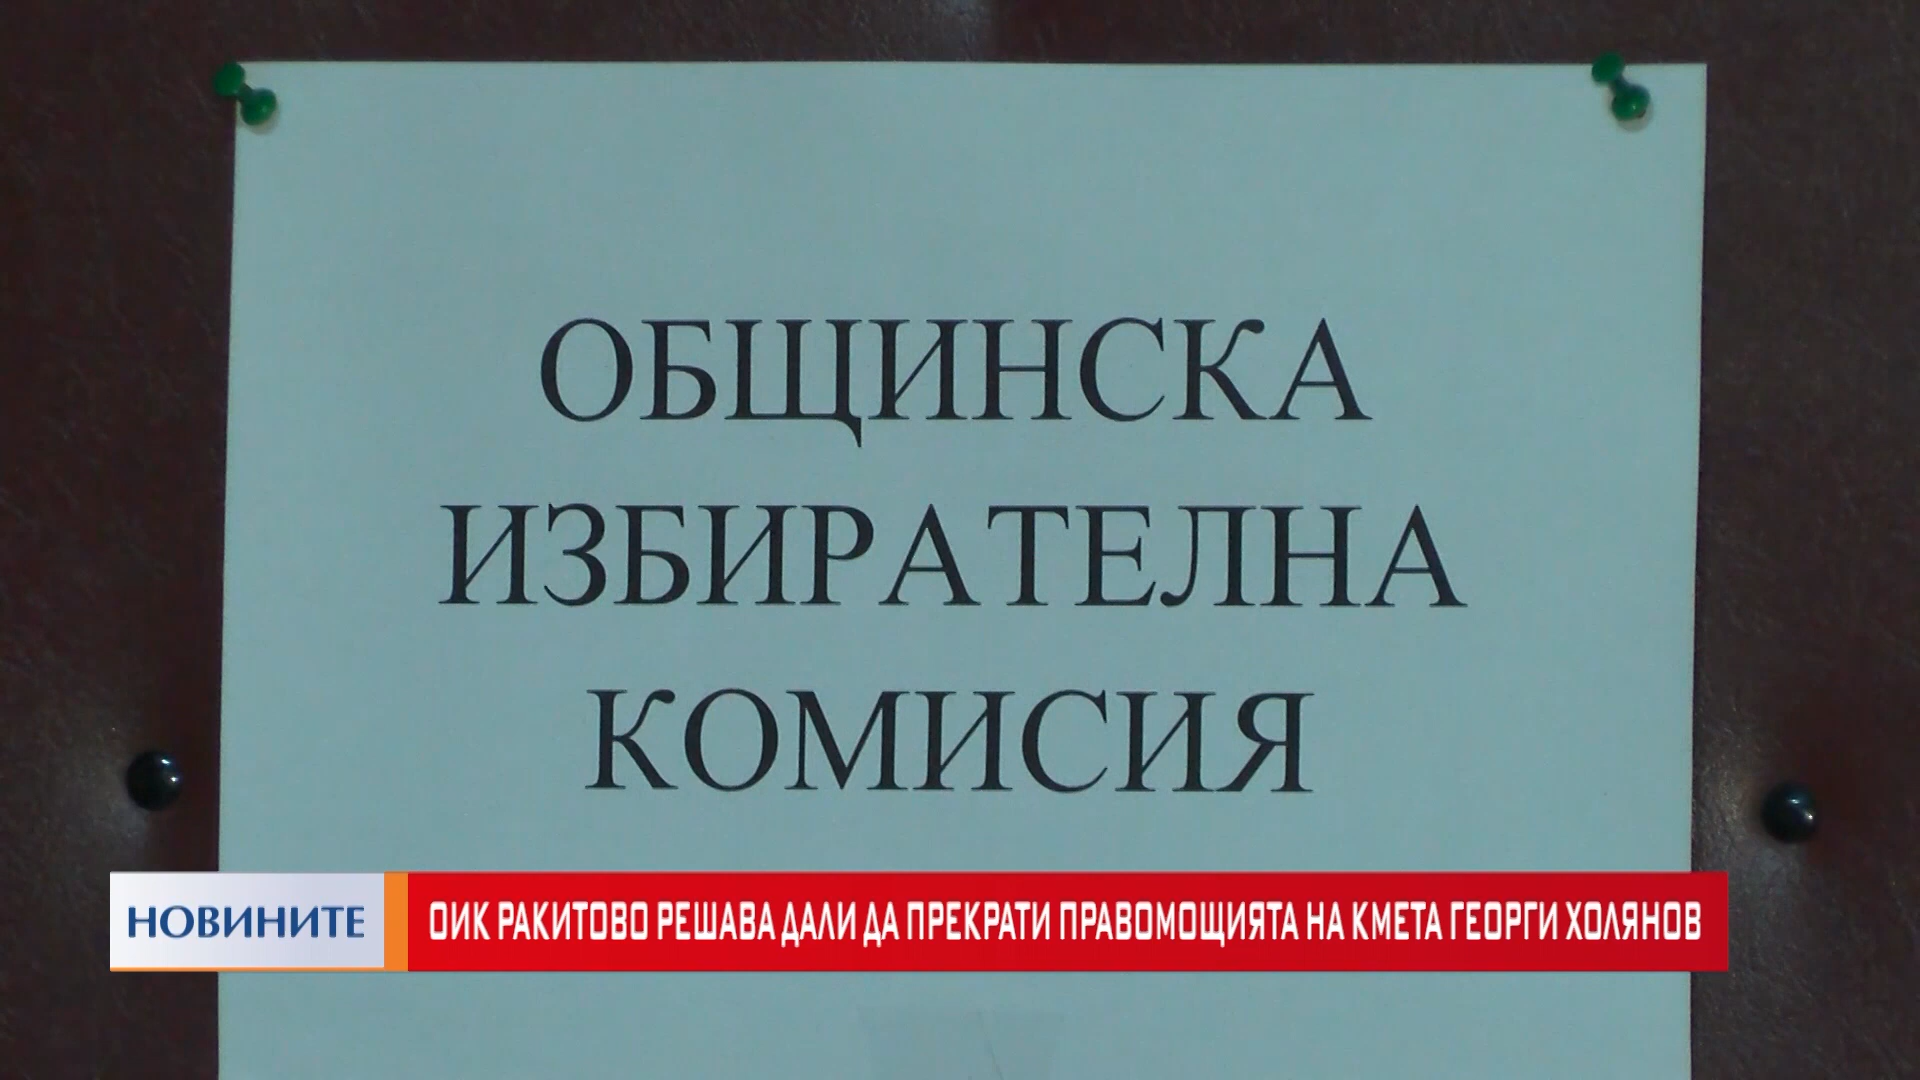 ОБЩИНСКА
ИЗБИРАТЕЛНА
КОМИСИЯ
НОВИНИТЕ
ОИК РАКИТОВО РЕШАВА ДАЛИ ДА ПРЕКРАТИ ПРАВОМОЩИЯТА НА КМЕТА ГЕОРГИ ХОЛЯНОВ